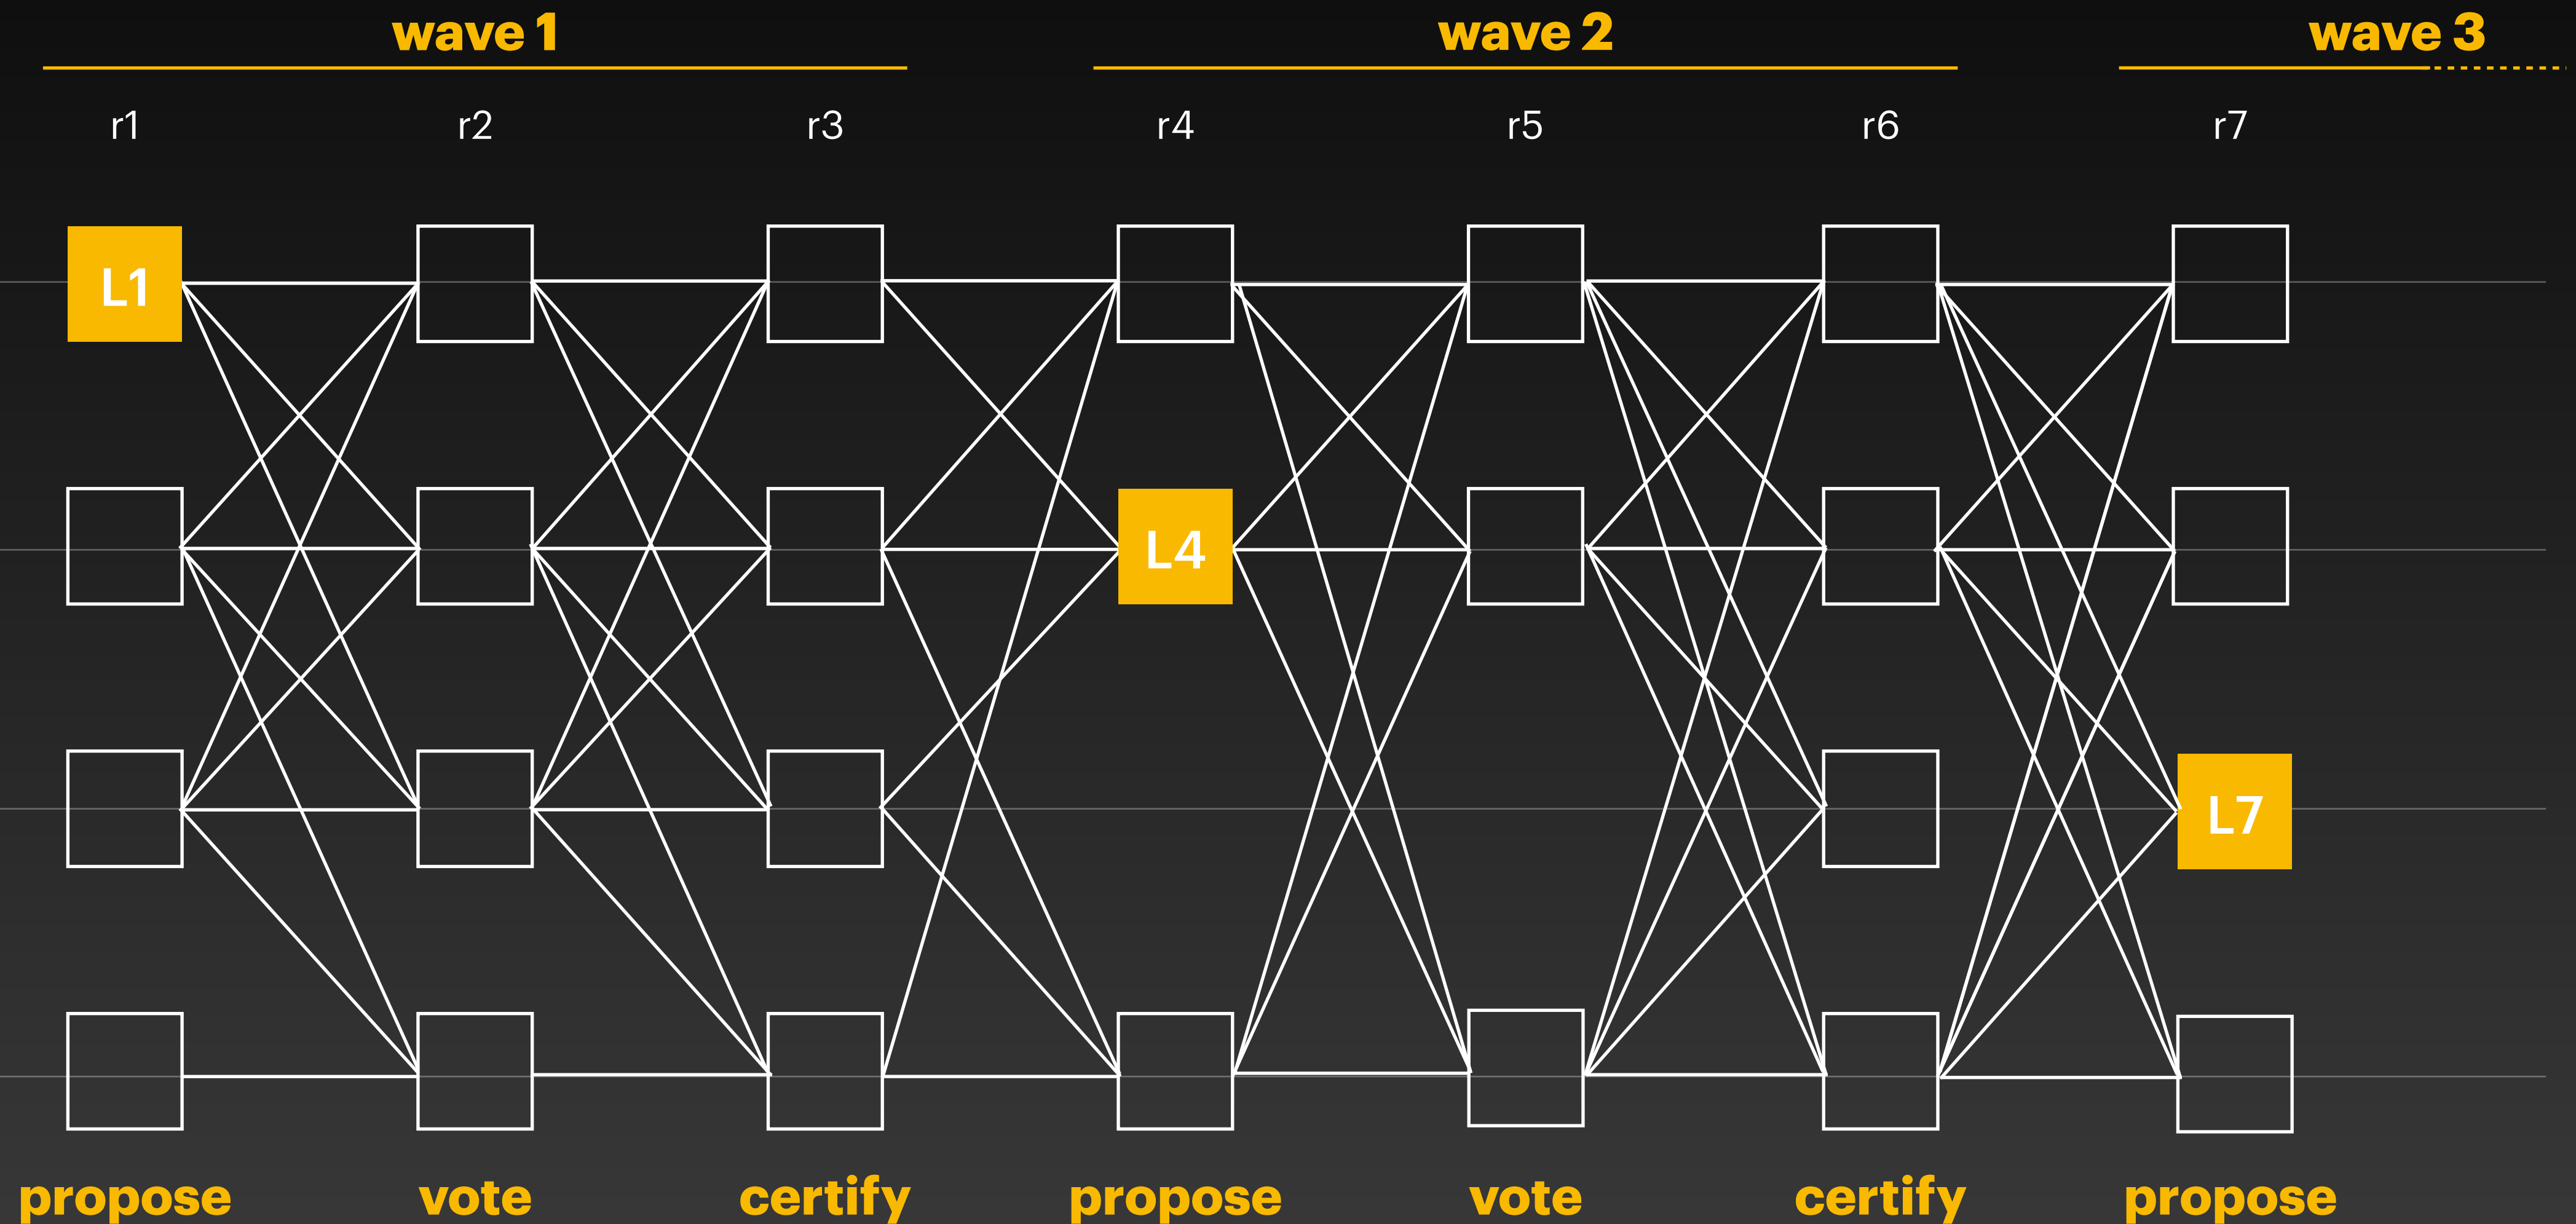 wave 1 wave 2 wave 3
r1 r2 r3 r4 r5 r6 r7
L1
L4
L7
propose vote certify propose vote certify propose